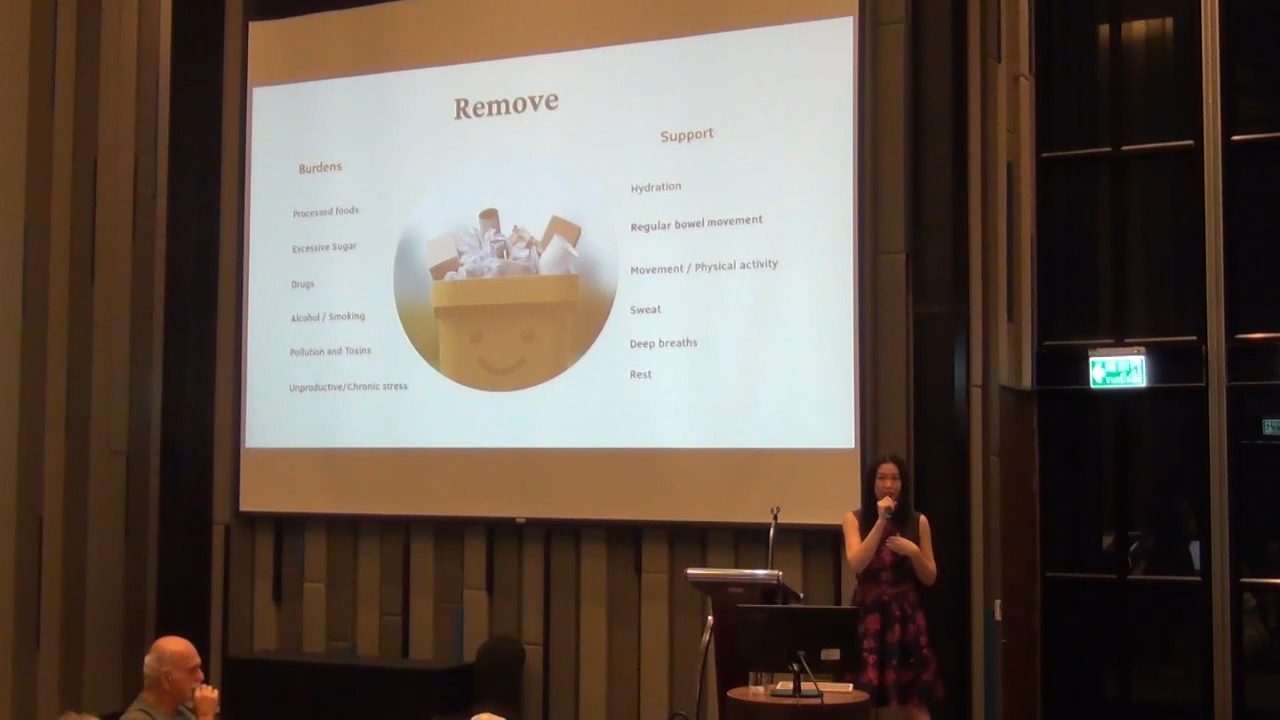 Remove
Burdens
Processed foods
Excessive Sugar
Drugs
Alcohol / Smoking
Pollution and Toxins
Unproductive/Chronic stress
Support
Hydration
Regular bowel movement
Movement / Physical activity
Sweat
Deep breaths
Rest